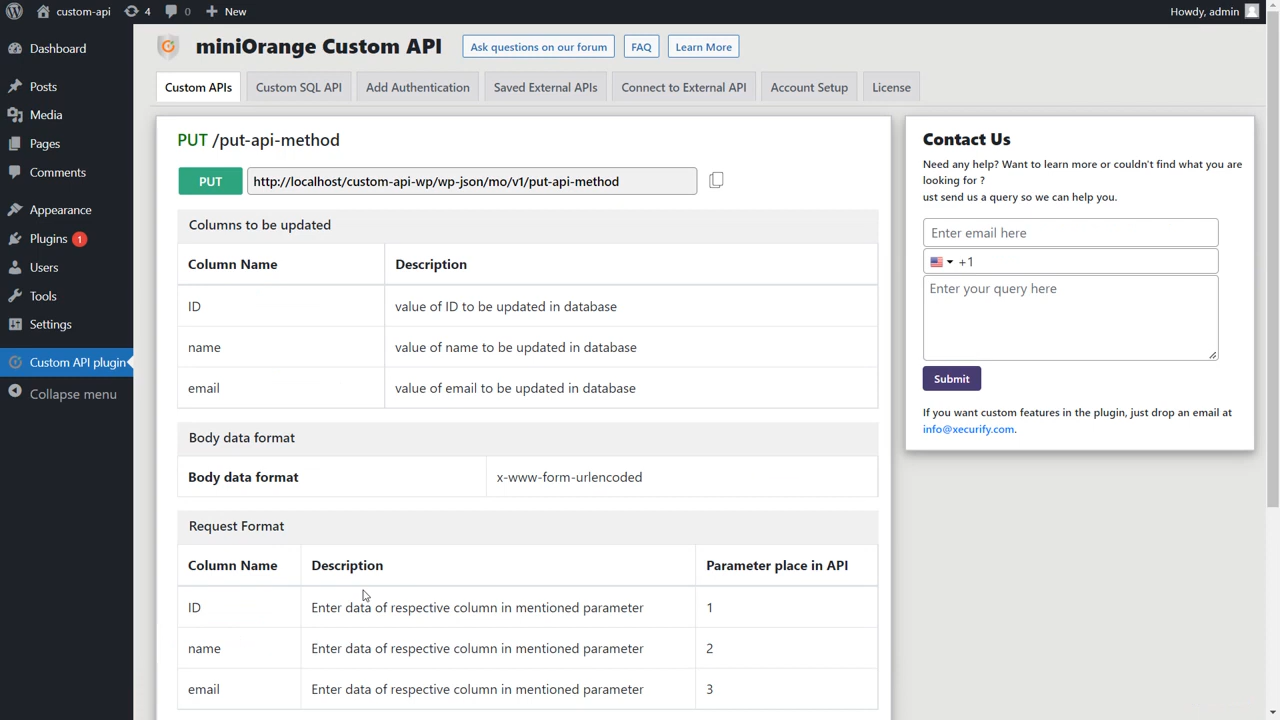 custom-api
4
0
New
Howdy, admin
Dashboard
Posts
Media
Pages
Comments
Appearance
Plugins 1
Users
Tools
Settings
Custom API plugin
Collapse menu
miniOrange Custom API
Ask questions on our forum
FAQ
Learn More
Custom APIs
Custom SQL API
Add Authentication
Saved External APIs
Connect to External API
Account Setup
License
PUT /put-api-method
PUT
http://localhost/custom-api-wp/wp-json/mo/v1/put-api-method
Columns to be updated
Column Name Description
ID value of ID to be updated in database
name value of name to be updated in database
email value of email to be updated in database
Body data format
Body data format x-www-form-urlencoded
Request Format
Column Name Description Parameter place in API
ID Enter data of respective column in mentioned parameter 1
name Enter data of respective column in mentioned parameter 2
email Enter data of respective column in mentioned parameter 3
Contact Us
Need any help? Want to learn more or couldn't find what you are
looking for ?
ust send us a query so we can help you.
Enter email here
+1
Enter your query here
Submit
If you want custom features in the plugin, just drop an email at
info@xecurify.com.